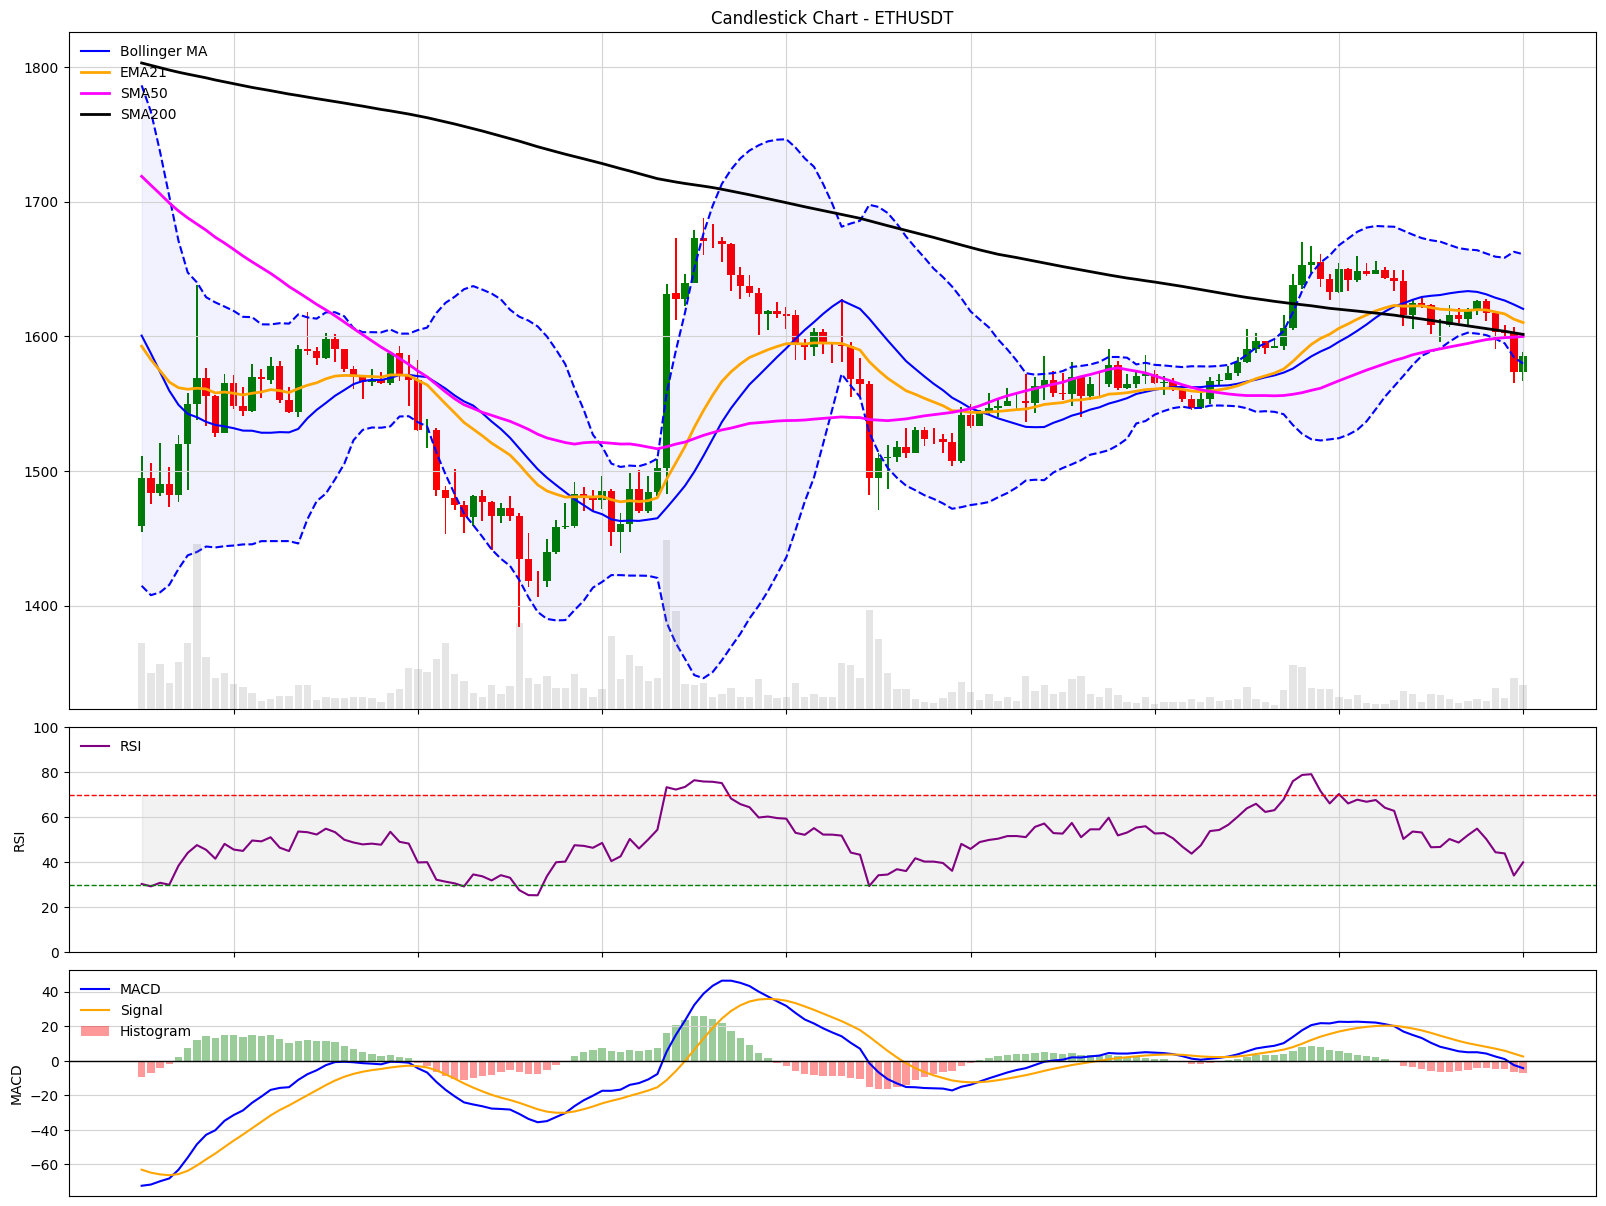 Candlestick Chart - ETHUSDT
Bollinger MA
EMA21
SMA50
SMA200
1800
1700
1600
1500
1400
RSI
100
80
60
40
20
0
RSI
MACD
Signal
Histogram
40
20
0
−20
−40
−60
MACD